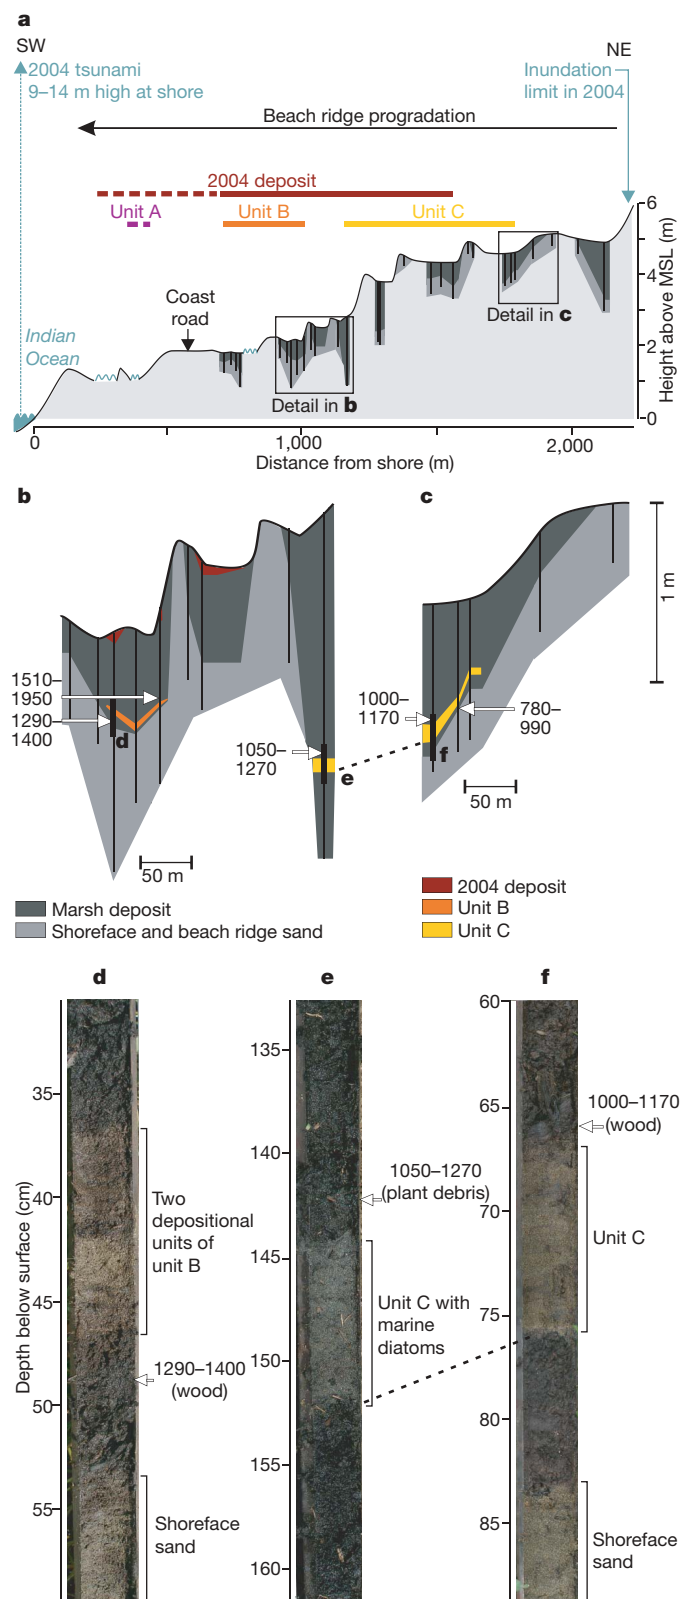 a
SW
NE
2004 tsunami
9–14 m high at shore
Inundation
limit in 2004
Beach ridge progradation
2004 deposit
Unit A
Unit B
Unit C
6
4
2
0
Height above MSL (m)
Coast
road
Indian
Ocean
Detail in c
Detail in b
0
1,000
2,000
Distance from shore (m)
b
c
1 m
1510–
1950
1290–
1400
d
1050–
1270
e
1000–
1170
780–
990
f
50 m
50 m
Marsh deposit
Shoreface and beach ridge sand
2004 deposit
Unit B
Unit C
d
e
f
Depth below surface (cm)
35
40
45
50
55
Two
depositional
units of
unit B
1290–1400
(wood)
Shoreface
sand
135
140
145
150
155
160
1050–1270
(plant debris)
Unit C with
marine
diatoms
60
65
70
75
80
85
1000–1170
(wood)
Unit C
Shoreface
sand